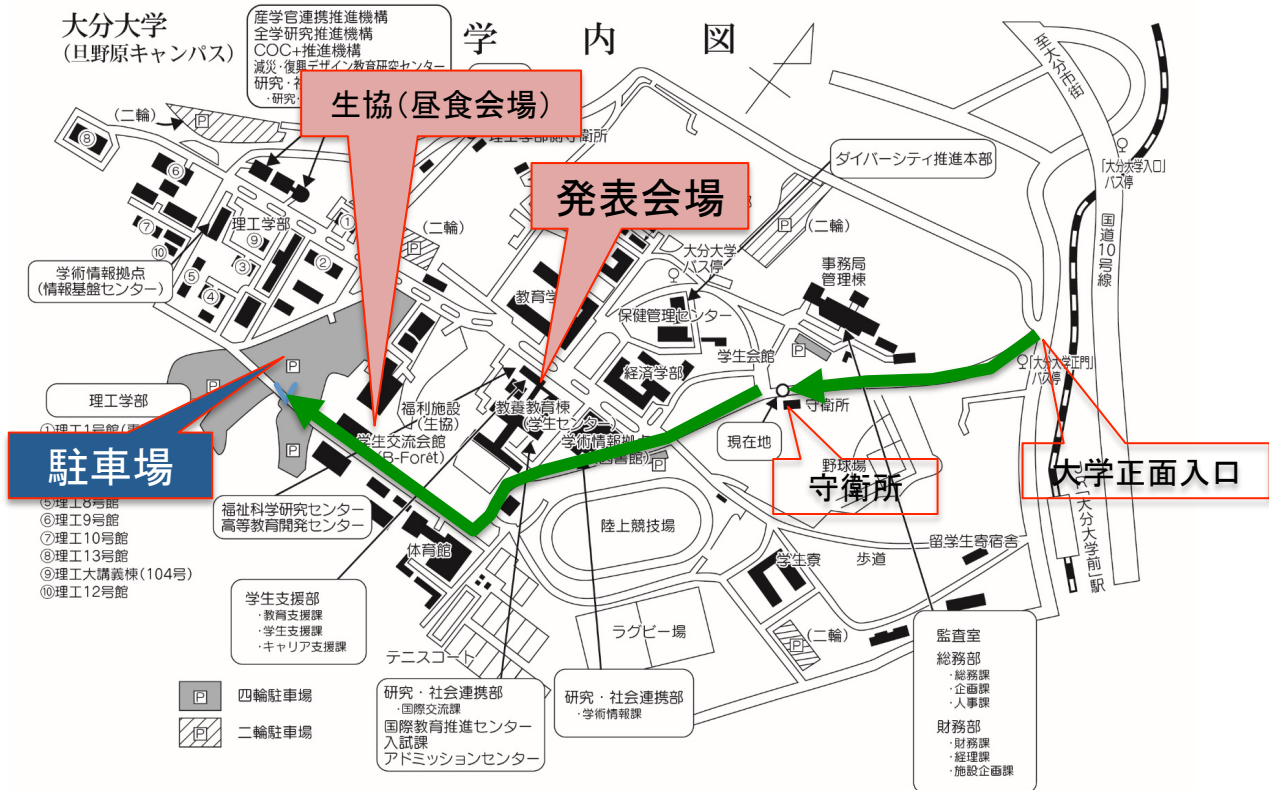 大分大学
(旦野原キャンパス)
学内図
産学官連携推進機構
全学研究推進機構
COC+推進機構
減災・復興デザイン教育研究センター
生協(昼食会場)
発表会場
理工学部側守衛所
ダイバーシティ推進本部
至大分市街
「大分大学入口」
バス停
国道10号線
(二輪)
P
⑧
⑥
⑦
⑩
⑤
④
③
⑨
②
①
理工学部
(二輪)
P
P
(二輪)
学術情報拠点
(情報基盤センター)
大分大学
バス停
事務局
管理棟
保健管理センター
学生会館
P
経済学部
「大分大学正門」
バス停
守衛所
現在地
守衛所
野球場
大学正面入口
「大分大学前」駅
P
P
P
駐車場
理工学部
⑤理工8号館
⑥理工9号館
⑦理工10号館
⑧理工13号館
⑨理工大講義棟(104号)
⑩理工12号館
福利施設
(生協)
学生交流会館
(B-Forêt)
教養教育棟
(学生センター)
学術情報拠点
P
福祉科学研究センター
高等教育開発センター
体育館
陸上競技場
学生寮
歩道
留学生寄宿舎
ラグビー場
(二輪)
P
テニスコート
学生支援部
・教育支援課
・学生支援課
・キャリア支援課
研究・社会連携部
・国際交流課
国際教育推進センター
入試課
アドミッションセンター
研究・社会連携部
・学術情報課
監査室
総務部
・総務課
・企画課
・人事課
財務部
・財務課
・経理課
・施設企画課
P 四輪駐車場
P 二輪駐車場